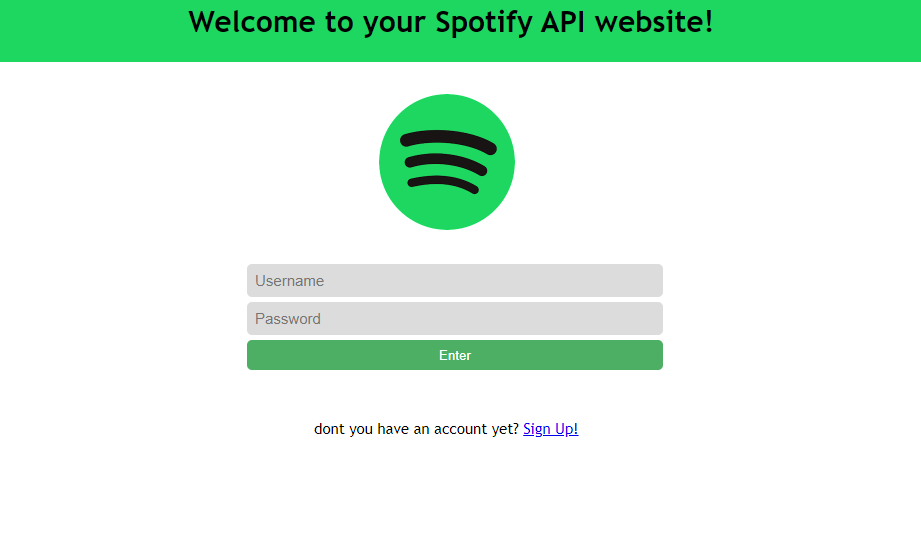 Welcome to your Spotify API website!
Username
Password
Enter
dont you have an account yet? Sign Up!